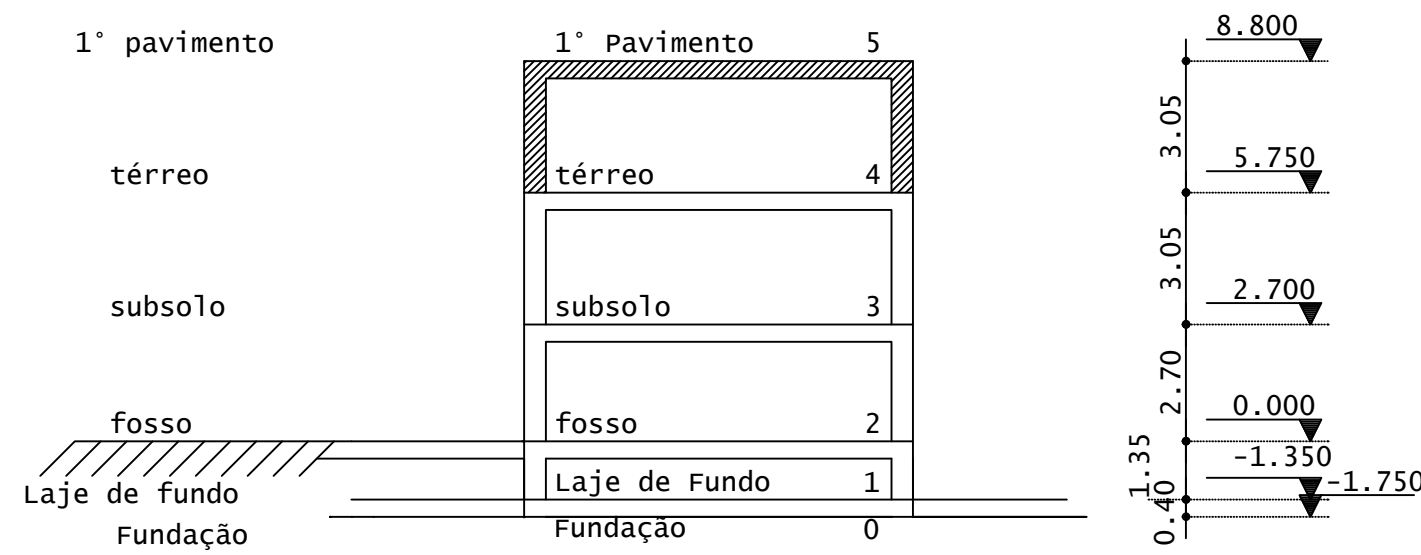 1° pavimento 1° Pavimento 5 8.800
3.05
térreo térreo 4 5.750
3.05
subsolo subsolo 3 2.700
2.70
fosso fosso 2 0.000
1.35 -1.350
Laje de fundo Laje de Fundo 1 -1.750
0.40
Fundação Fundação 0